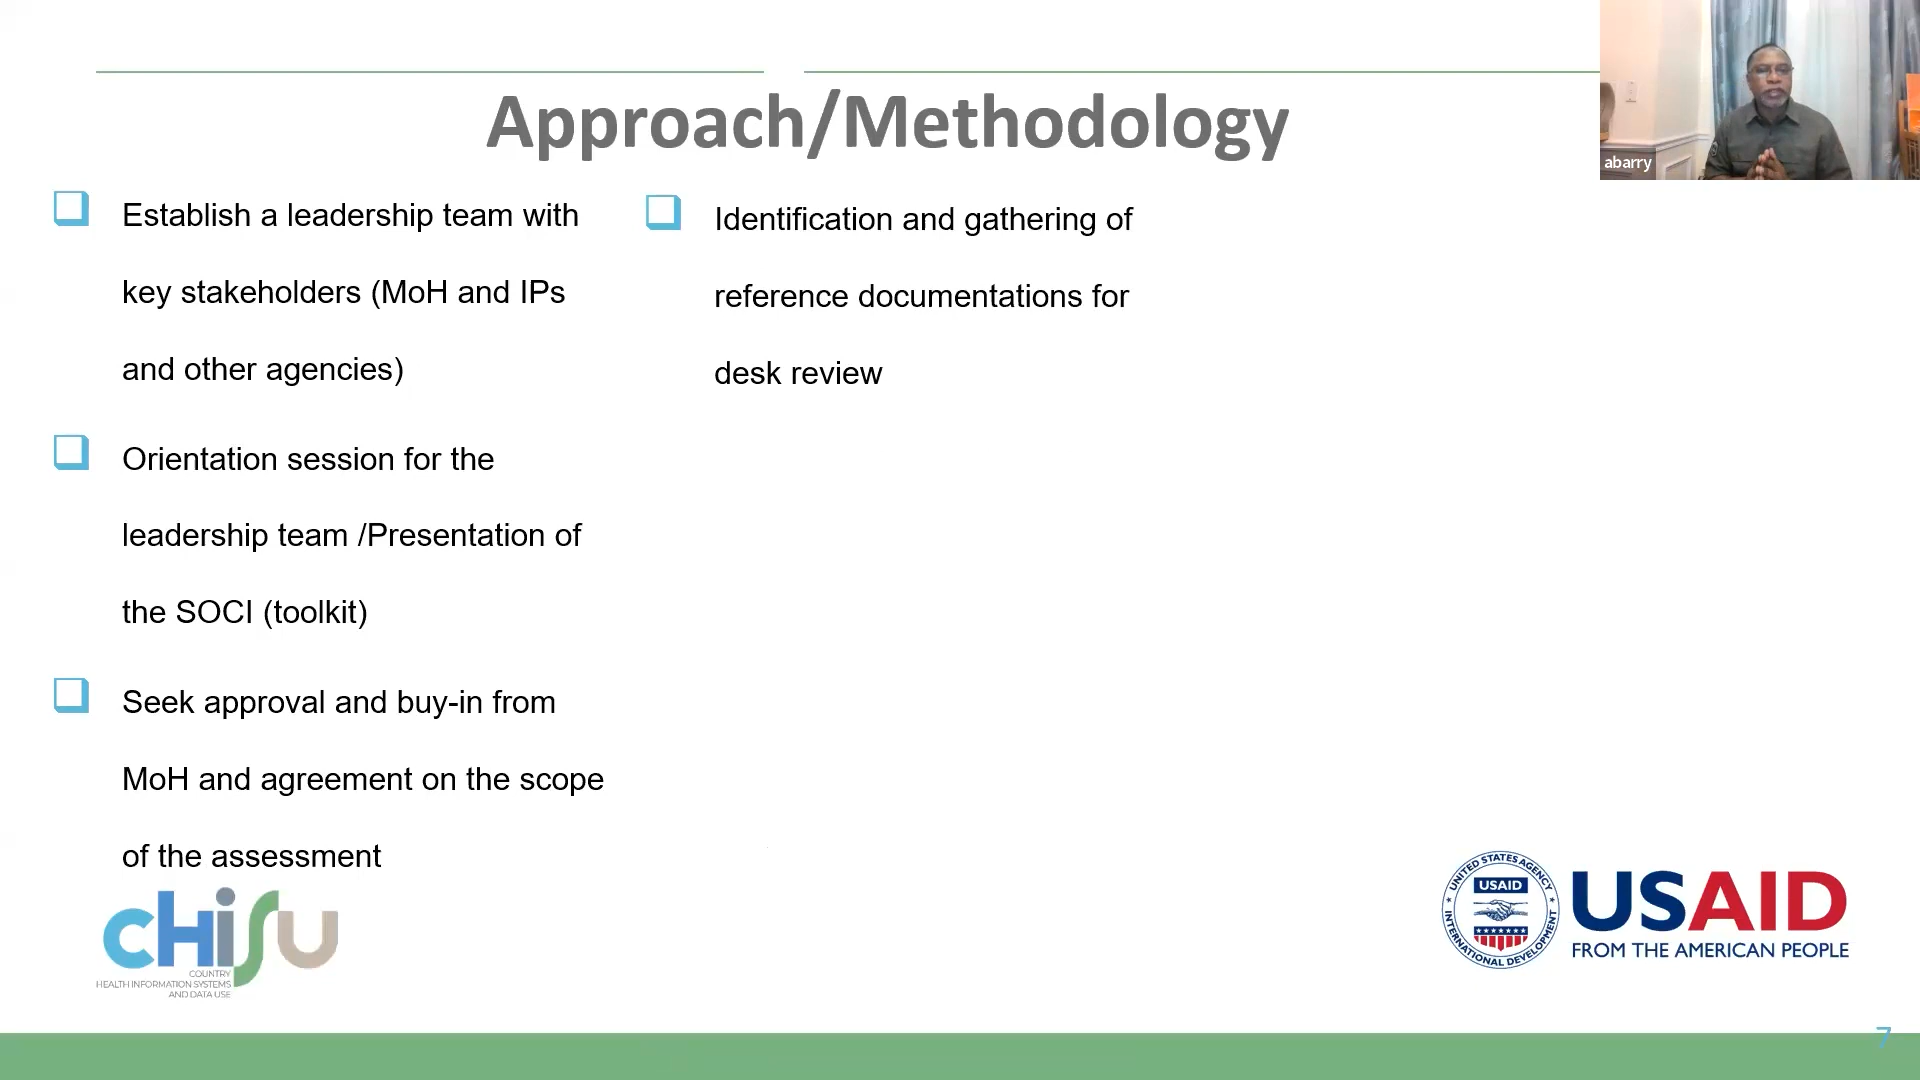 Approach/Methodology
abarry
Establish a leadership team with
key stakeholders (MoH and IPs
and other agencies)
Orientation session for the
leadership team /Presentation of
the SOCI (toolkit)
Seek approval and buy-in from
MoH and agreement on the scope
of the assessment
Identification and gathering of
reference documentations for
desk review
CHISU
COUNTRY
HEALTH INFORMATION SYSTEMS
AND DATA USE
UNITED STATES AGENCY
USAID
INTERNATIONAL DEVELOPMENT
USAID
FROM THE AMERICAN PEOPLE
7